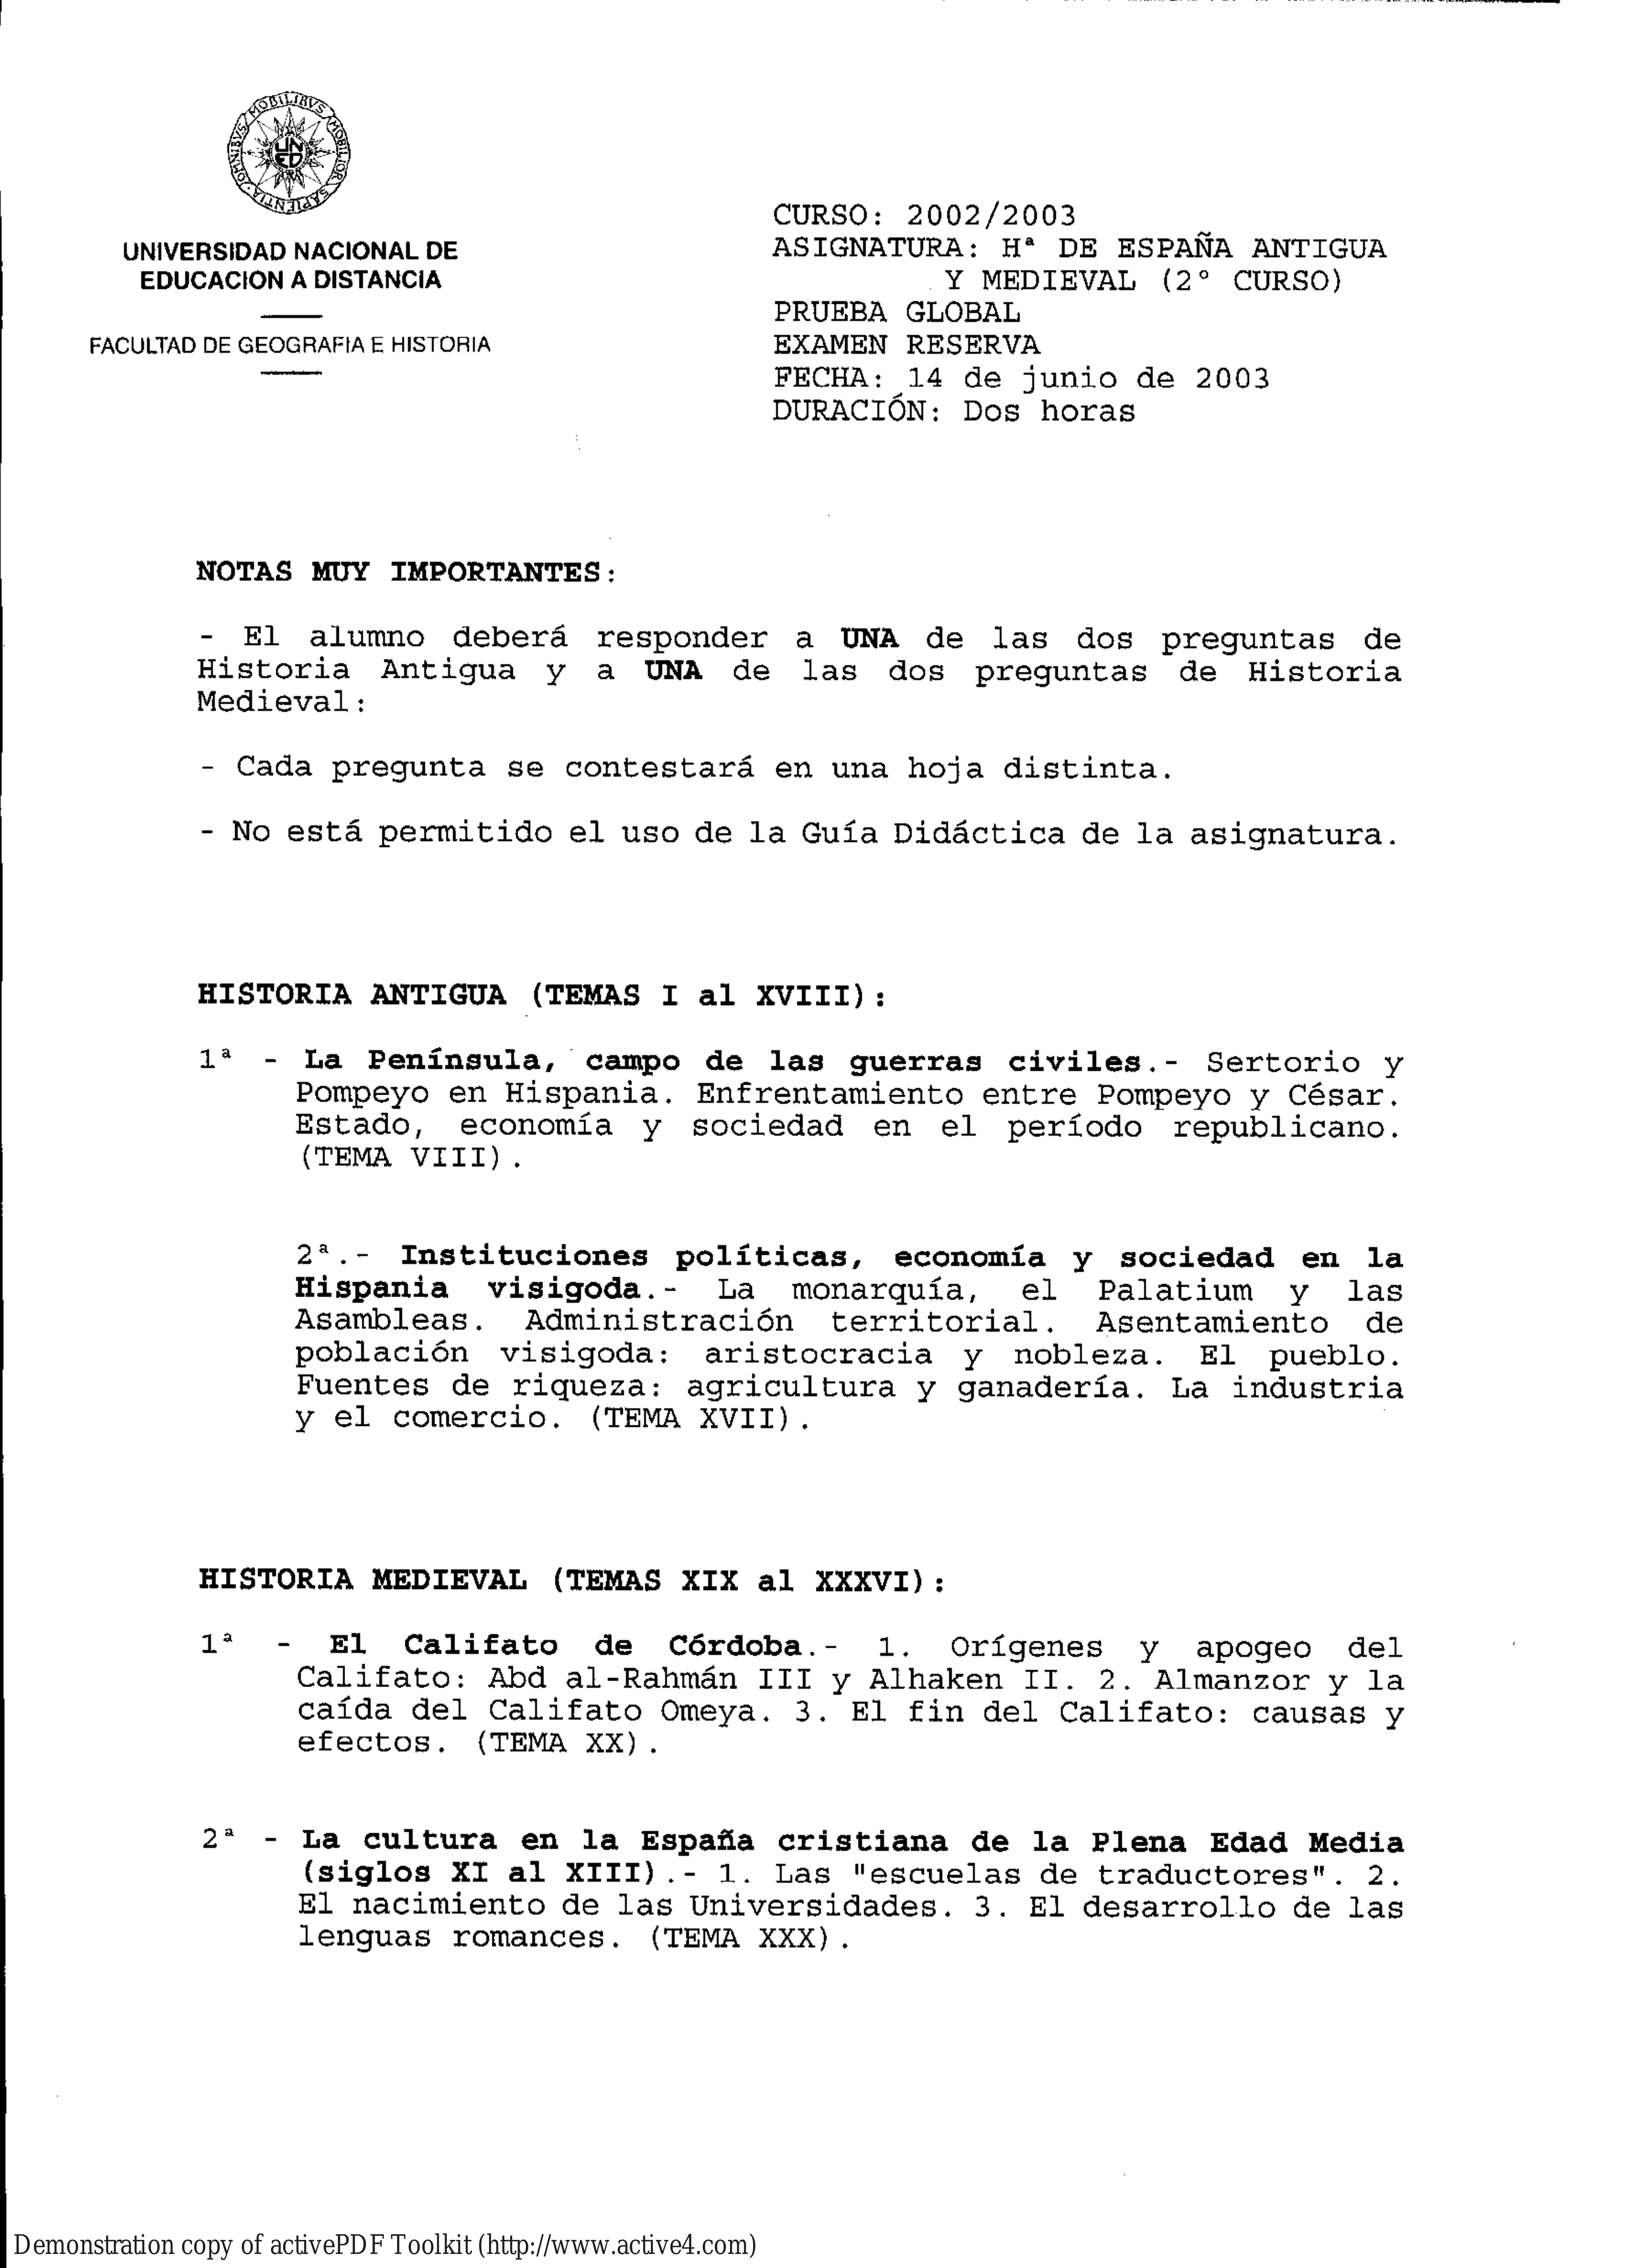 OMNIBVS MOBILIBVS MOBILIOR SAPIENTIA
UN
ED
UNIVERSIDAD NACIONAL DE
EDUCACION A DISTANCIA
FACULTAD DE GEOGRAFIA E HISTORIA
CURSO: 2002/2003
ASIGNATURA: Hª DE ESPAÑA ANTIGUA
Y MEDIEVAL (2º CURSO)
PRUEBA GLOBAL
EXAMEN RESERVA
FECHA: 14 de junio de 2003
DURACIÓN: Dos horas
NOTAS MUY IMPORTANTES:
- El alumno deberá responder a UNA de las dos preguntas de
Historia Antigua y a UNA de las dos preguntas de Historia
Medieval:
- Cada pregunta se contestará en una hoja distinta.
- No está permitido el uso de la Guía Didáctica de la asignatura.
HISTORIA ANTIGUA (TEMAS I al XVIII):
1ª - La Península, campo de las guerras civiles.- Sertorio y
Pompeyo en Hispania. Enfrentamiento entre Pompeyo y César.
Estado, economía y sociedad en el período republicano.
(TEMA VIII).
2ª.- Instituciones políticas, economía y sociedad en la
Hispania visigoda.- La monarquía, el Palatium y las
Asambleas. Administración territorial. Asentamiento de
población visigoda: aristocracia y nobleza. El pueblo.
Fuentes de riqueza: agricultura y ganadería. La industria
y el comercio. (TEMA XVII).
HISTORIA MEDIEVAL (TEMAS XIX al XXXVI):
1ª - El Califato de Córdoba.- 1. Orígenes y apogeo del
Califato: Abd al-Rahmán III y Alhaken II. 2. Almanzor y la
caída del Califato Omeya. 3. El fin del Califato: causas y
efectos. (TEMA XX).
2ª - La cultura en la España cristiana de la Plena Edad Media
(siglos XI al XIII).- 1. Las "escuelas de traductores". 2.
El nacimiento de las Universidades. 3. El desarrollo de las
lenguas romances. (TEMA XXX).
Demonstration copy of activePDF Toolkit (http://www.active4.com)